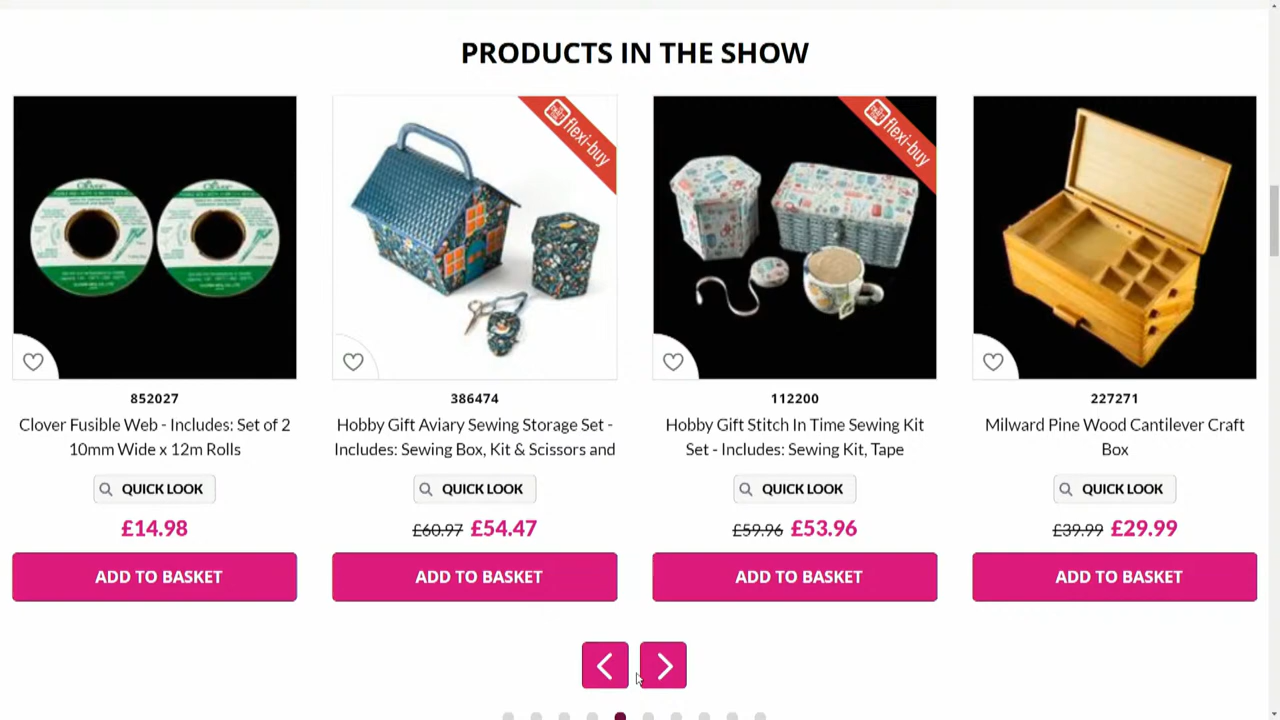 PRODUCTS IN THE SHOW
flexi-buy
flexi-buy
Clover
Clover
852027
386474
112200
227271
Clover Fusible Web - Includes: Set of 2
10mm Wide x 12m Rolls
Hobby Gift Aviary Sewing Storage Set -
Includes: Sewing Box, Kit & Scissors and
Hobby Gift Stitch In Time Sewing Kit
Set - Includes: Sewing Kit, Tape
Milward Pine Wood Cantilever Craft
Box
QUICK LOOK
QUICK LOOK
QUICK LOOK
QUICK LOOK
£14.98
£60.97 £54.47
£59.96 £53.96
£39.99 £29.99
ADD TO BASKET
ADD TO BASKET
ADD TO BASKET
ADD TO BASKET